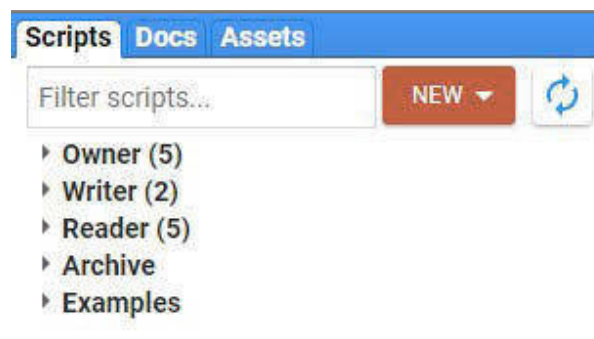 Scripts Docs Assets
Filter scripts... NEW
Owner (5)
Writer (2)
Reader (5)
Archive
Examples